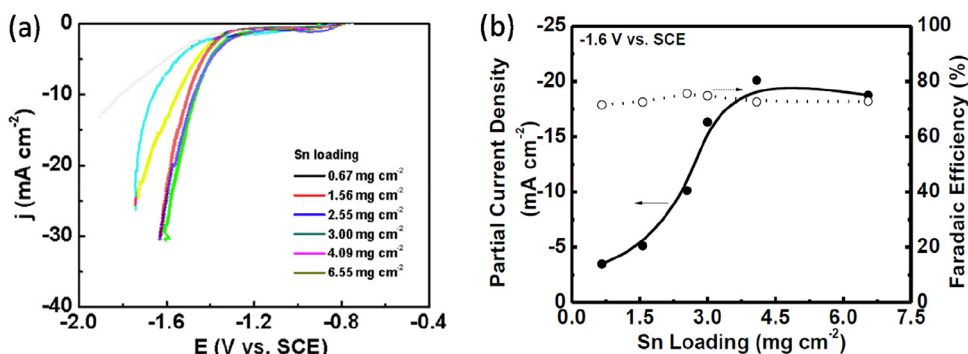 (a)
0
-10
-20
-30
-40
-2.0
-1.6
-1.2
-0.8
-0.4
j (mA cm⁻²)
E (V vs. SCE)
Sn loading
0.67 mg cm⁻²
1.56 mg cm⁻²
2.55 mg cm⁻²
3.00 mg cm⁻²
4.09 mg cm⁻²
6.55 mg cm⁻²
(b)
-1.6 V vs. SCE
-25
-20
-15
-10
-5
0
0.0
1.5
3.0
4.5
6.0
7.5
100
80
60
40
20
0
Partial Current Density
(mA cm⁻²)
Faradaic Efficiency (%)
Sn Loading (mg cm⁻²)